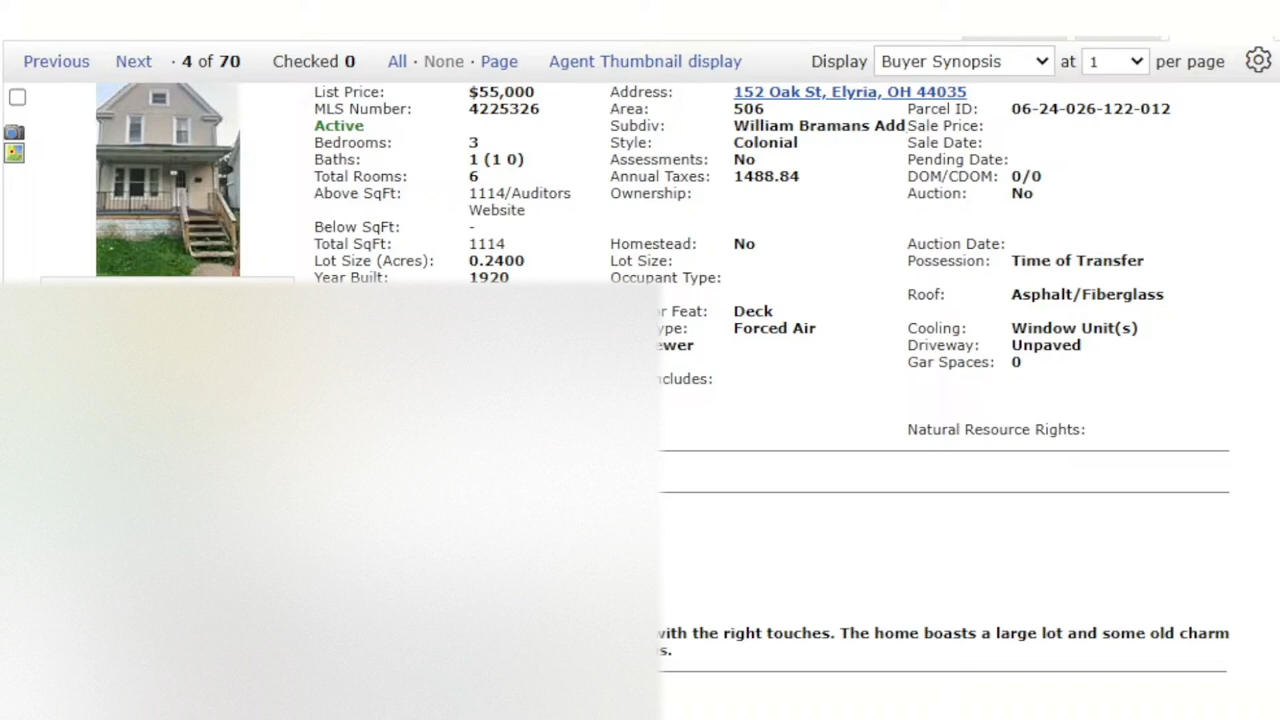 Previous Next · 4 of 70 Checked 0 All · None · Page Agent Thumbnail display Display Buyer Synopsis at 1 per page
List Price: $55,000 Address: 152 Oak St, Elyria, OH 44035
MLS Number: 4225326 Area: 506 Parcel ID: 06-24-026-122-012
Active Subdiv: William Bramans Add Sale Price:
Bedrooms: 3 Style: Colonial Sale Date:
Baths: 1 (1 0) Assessments: No Pending Date:
Total Rooms: 6 Annual Taxes: 1488.84 DOM/CDOM: 0/0
Above SqFt: 1114/Auditors Ownership: Auction: No
Website
Below SqFt: -
Total SqFt: 1114 Homestead: No Auction Date:
Lot Size (Acres): 0.2400 Lot Size: Possession: Time of Transfer
Year Built: 1920 Occupant Type:
r Feat: Deck Roof: Asphalt/Fiberglass
ype: Forced Air Cooling: Window Unit(s)
ewer Driveway: Unpaved
Gar Spaces: 0
ncludes:
Natural Resource Rights:
with the right touches. The home boasts a large lot and some old charm
s.